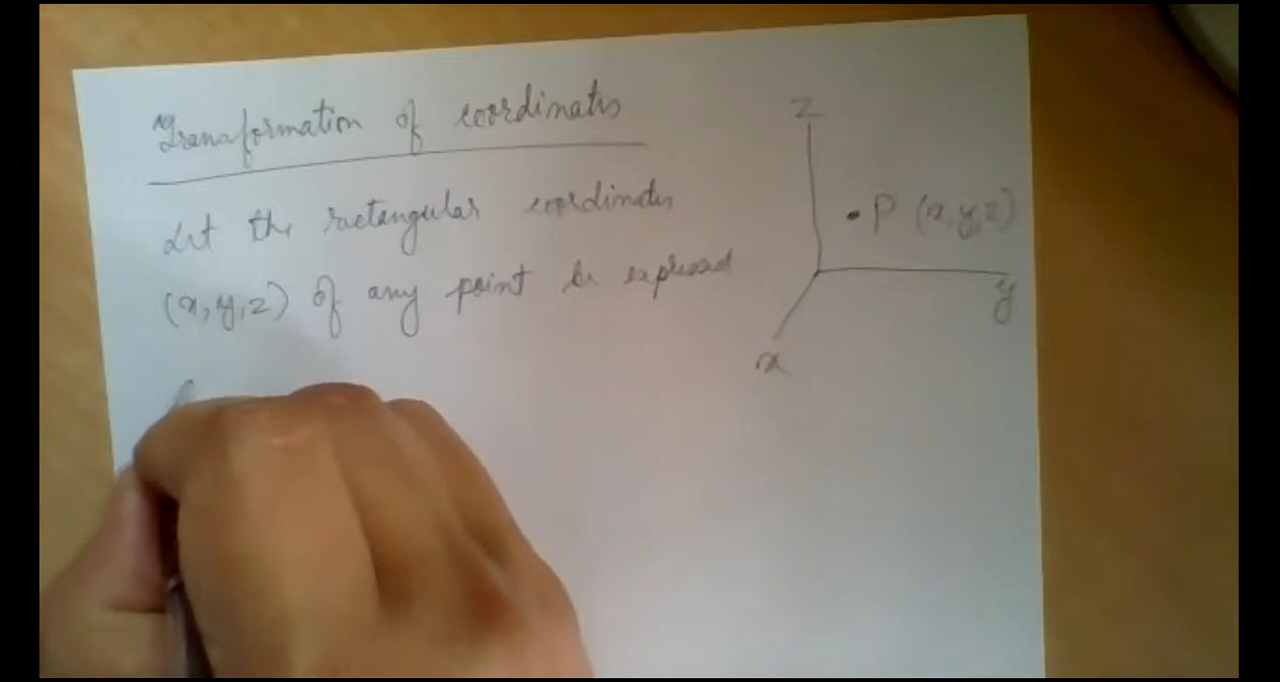 Transformation of coordinates
Let the rectangular coordinates
(x, y, z) of any point be expressed
z
P (x, y, z)
y
x